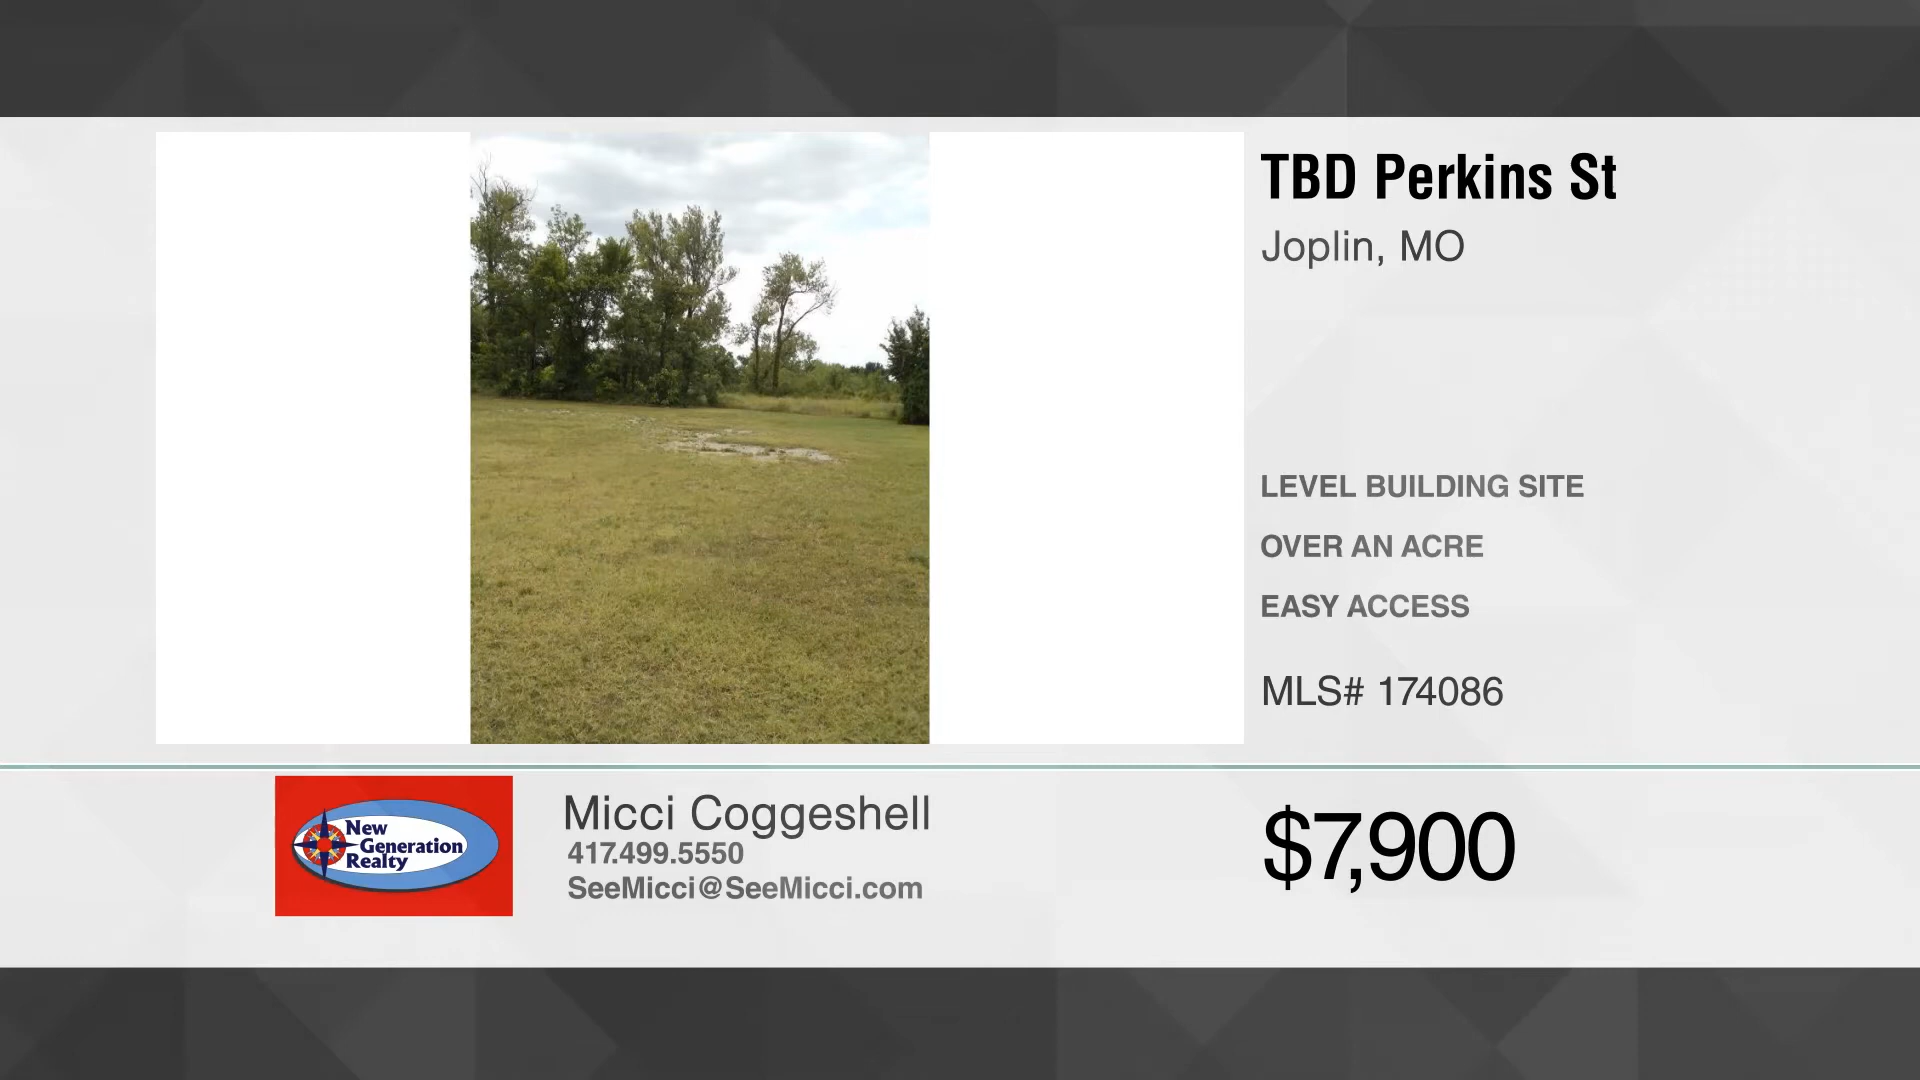 TBD Perkins St
Joplin, MO
LEVEL BUILDING SITE
OVER AN ACRE
EASY ACCESS
MLS# 174086
New
Generation
Realty
Micci Coggeshell
417.499.5550
SeeMicci@SeeMicci.com
$7,900